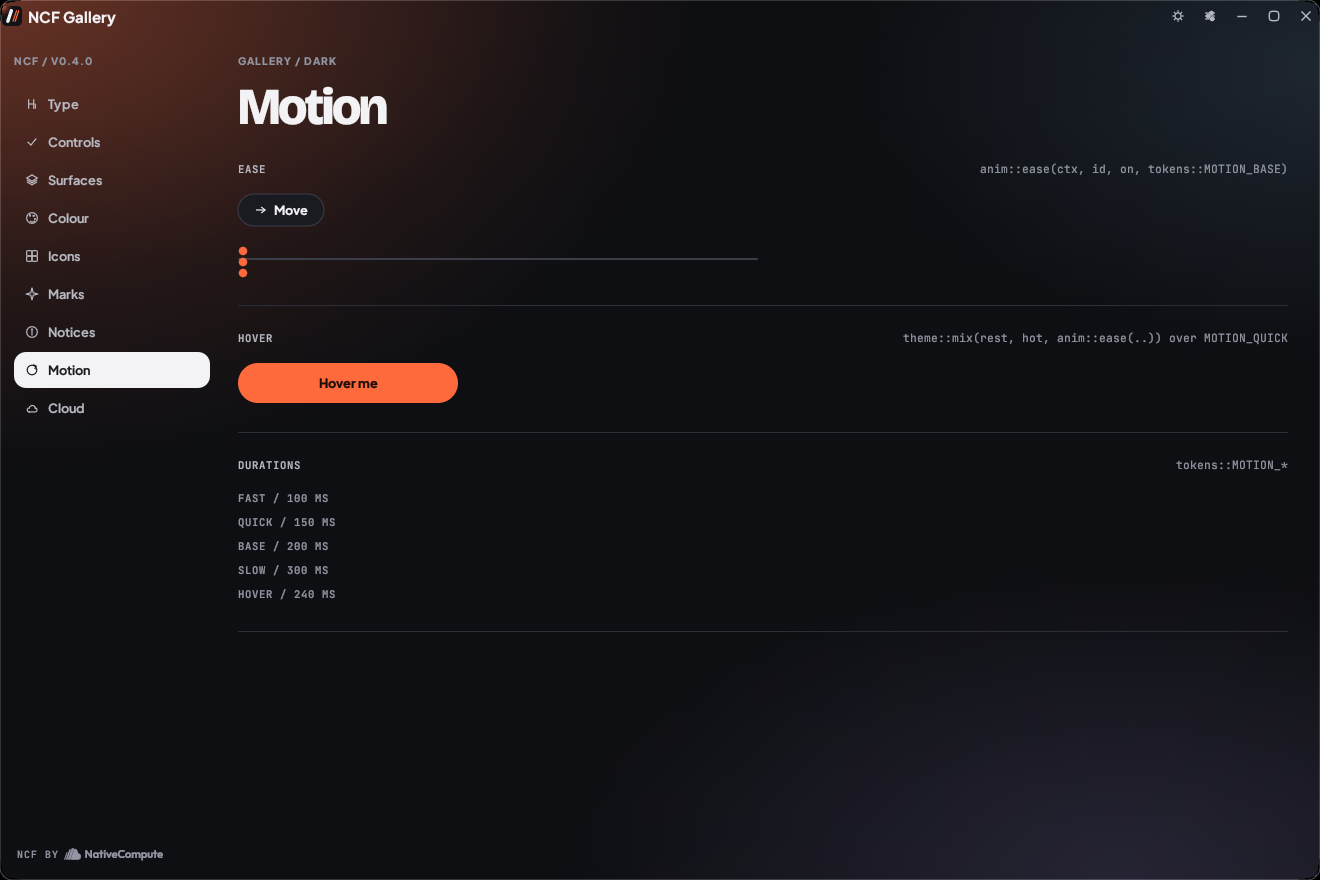 NCF Gallery
NCF / V0.4.0
Type
Controls
Surfaces
Colour
Icons
Marks
Notices
Motion
Cloud
NCF BY NativeCompute
GALLERY / DARK
Motion
EASE
anim::ease(ctx, id, on, tokens::MOTION_BASE)
Move
HOVER
theme::mix(rest, hot, anim::ease(..)) over MOTION_QUICK
Hover me
DURATIONS
tokens::MOTION_*
FAST / 100 MS
QUICK / 150 MS
BASE / 200 MS
SLOW / 300 MS
HOVER / 240 MS